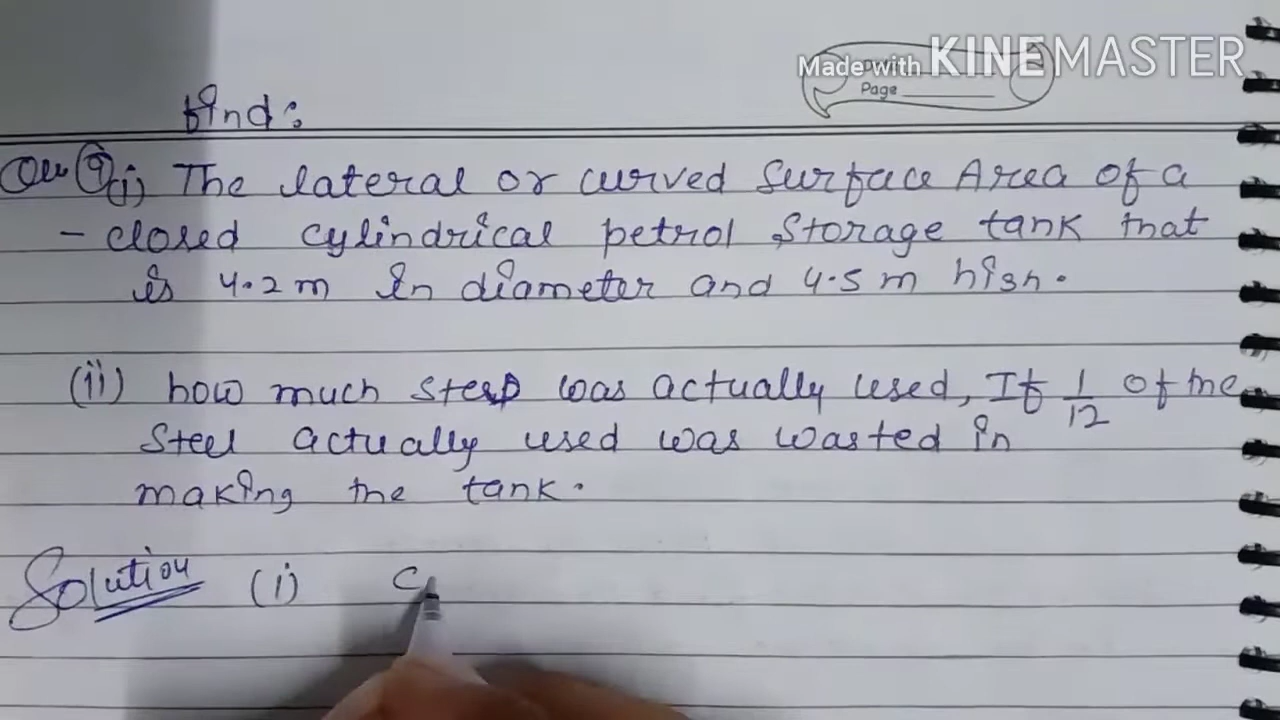 Made with KINEMASTER
Page
find:
Que 9 (i) The lateral or curved Surface Area of a
- closed cylindrical petrol storage tank that
is 4.2 m in diameter and 4.5 m high.
(ii) how much steel was actually used, If 1/12 of the
steel actually used was wasted in
making the tank.
Solution (i) C